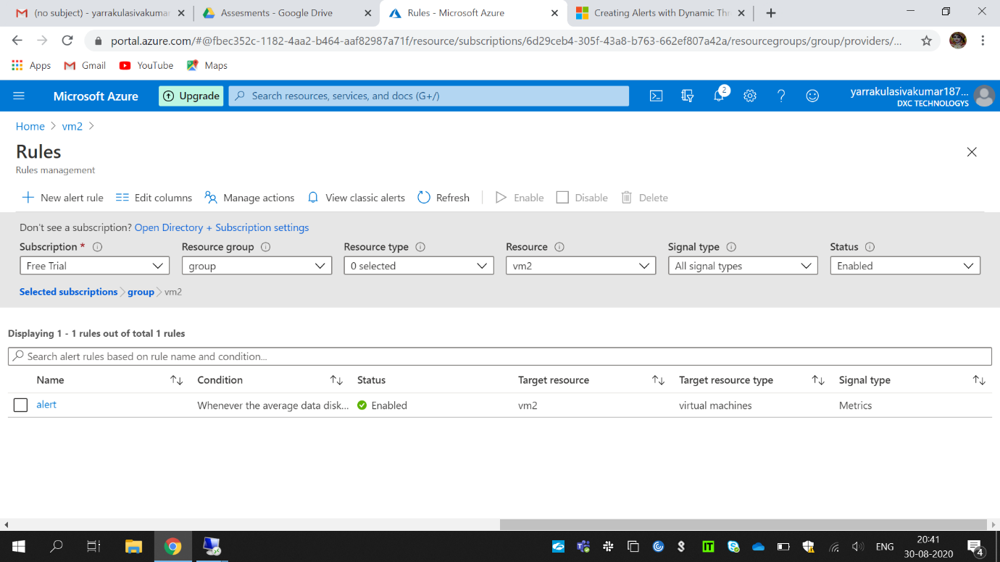 (no subject) - yarrakulasivakumar
Assesments - Google Drive
Rules - Microsoft Azure
Creating Alerts with Dynamic Thr
portal.azure.com/#@fbec352c-1182-4aa2-b464-aaf82987a71f/resource/subscriptions/6d29ceb4-305f-43a8-b763-662ef807a42a/resourcegroups/group/providers/...
Apps Gmail YouTube Maps
Microsoft Azure Upgrade Search resources, services, and docs (G+/) 2 yarrakulasivakumar187...
DXC TECHNOLOGYS
Home > vm2 >
Rules
Rules management
New alert rule Edit columns Manage actions View classic alerts Refresh Enable Disable Delete
Don't see a subscription? Open Directory + Subscription settings
Subscription * Resource group Resource type Resource Signal type Status
Free Trial group 0 selected vm2 All signal types Enabled
Selected subscriptions > group > vm2
Displaying 1 - 1 rules out of total 1 rules
Search alert rules based on rule name and condition...
Name Condition Status Target resource Target resource type Signal type
alert Whenever the average data disk... Enabled vm2 virtual machines Metrics
ENG
20:41
30-08-2020
4